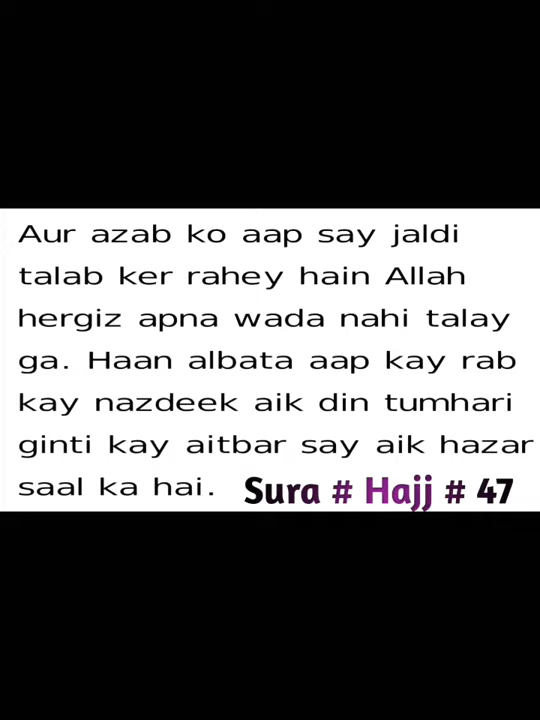 Aur azab ko aap say jaldi
talab ker rahey hain Allah
hergiz apna wada nahi talay
ga. Haan albata aap kay rab
kay nazdeek aik din tumhari
ginti kay aitbar say aik hazar
saal ka hai. Sura # Hajj # 47